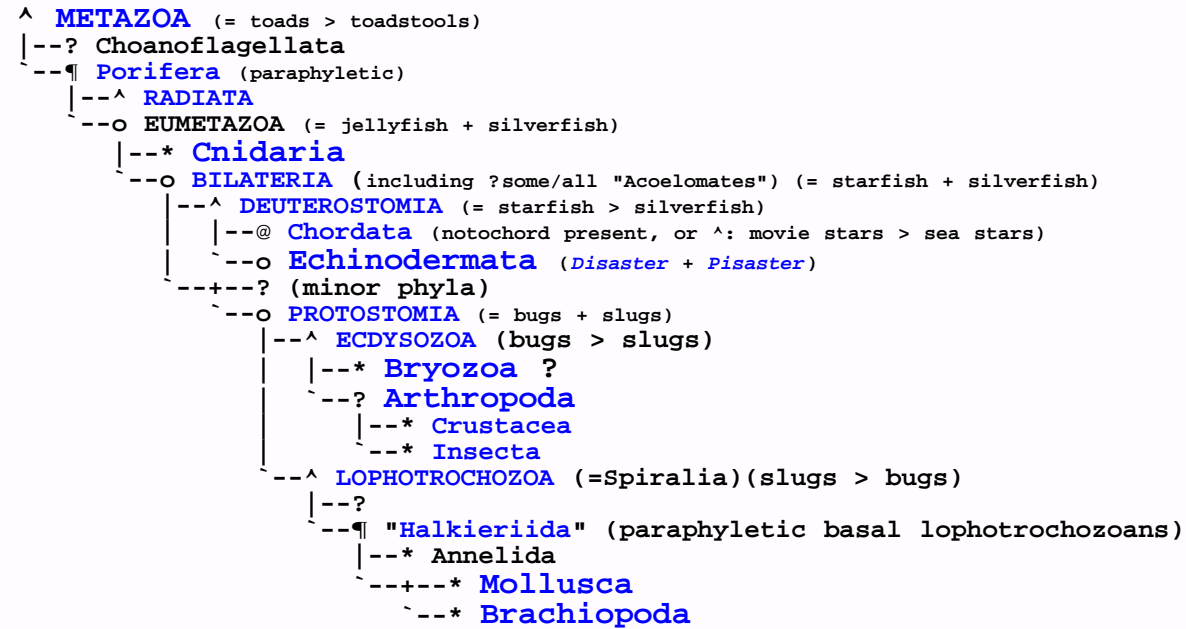 ^ METAZOA (= toads > toadstools)
|--? Choanoflagellata
`--¶ Porifera (paraphyletic)
   |--^ RADIATA
   `--o EUMETAZOA (= jellyfish + silverfish)
      |--* Cnidaria
      `--o BILATERIA (including ?some/all "Acoelomates") (= starfish + silverfish)
         |--^ DEUTEROSTOMIA (= starfish > silverfish)
         |  |--@ Chordata (notochord present, or ^: movie stars > sea stars)
         |  `--o Echinodermata (Disaster + Pisaster)
         `--+--? (minor phyla)
            `--o PROTOSTOMIA (= bugs + slugs)
               |--^ ECDYSOZOA (bugs > slugs)
               |  |--* Bryozoa ?
               |  `--? Arthropoda
               |     |--* Crustacea
               |     `--* Insecta
               `--^ LOPHOTROCHOZOA (=Spiralia)(slugs > bugs)
                  |--?
                  `--¶ "Halkieriida" (paraphyletic basal lophotrochozoans)
                     |--* Annelida
                     `--+--* Mollusca
                        `--* Brachiopoda